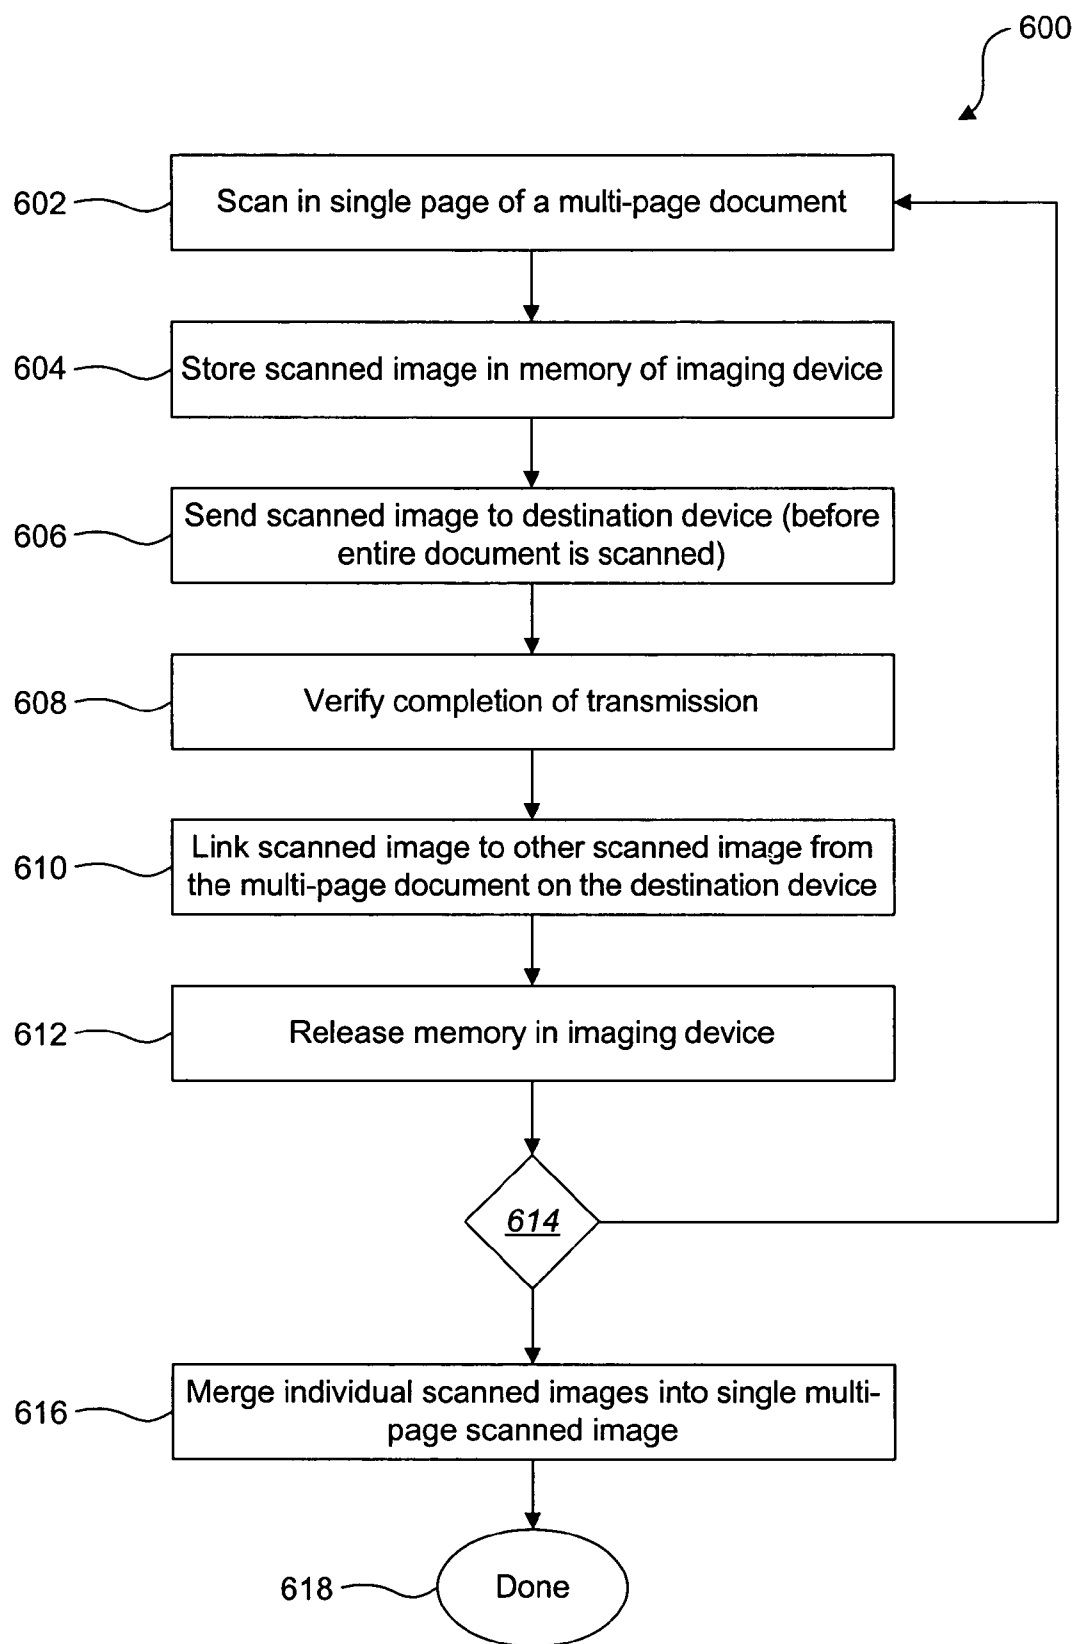 600
602
Scan in single page of a multi-page document
604
Store scanned image in memory of imaging device
606
Send scanned image to destination device (before
entire document is scanned)
608
Verify completion of transmission
610
Link scanned image to other scanned image from
the multi-page document on the destination device
612
Release memory in imaging device
614
616
Merge individual scanned images into single multi-
page scanned image
618
Done